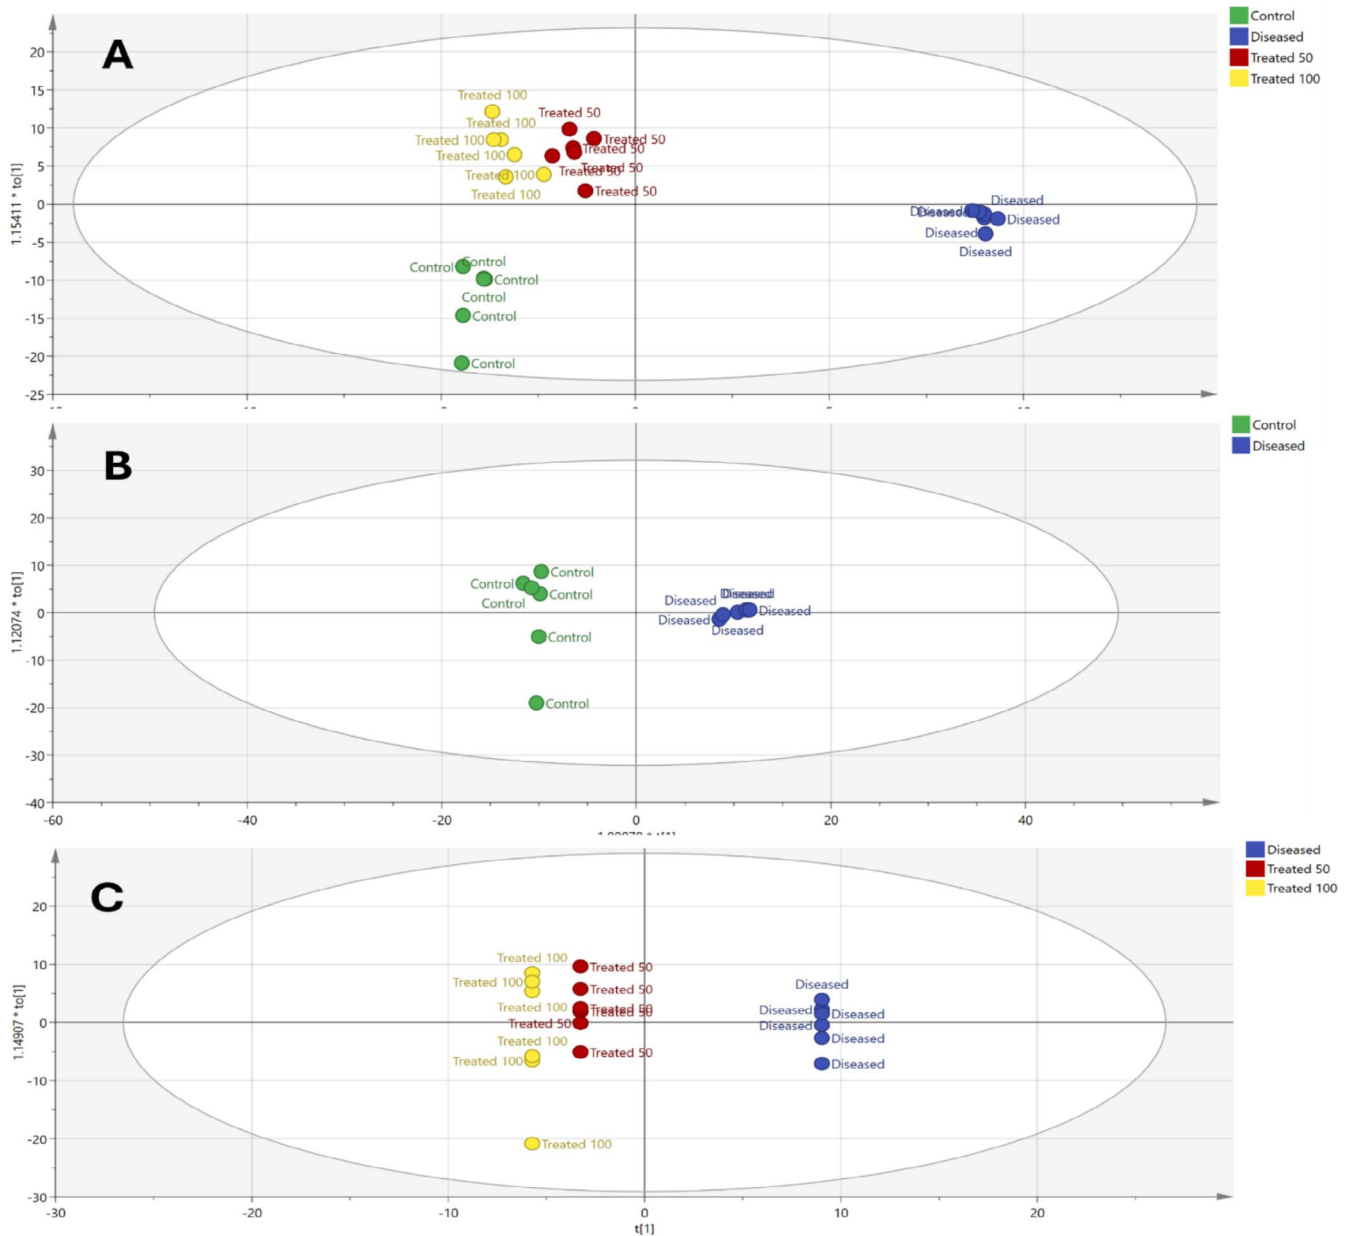 A
Control
Diseased
Treated 50
Treated 100
20
15
10
5
0
-5
-10
-15
-20
-25
1.15411 * to[1]
Treated 100
Treated 100
Treated 100
Treated 100
Treated 100
Treated 100
Treated 50
Treated 50
Treated 50
Treated 50
Treated 50
Treated 50
Diseased
Diseased
Diseased
Diseased
Diseased
Diseased
Control
Control
Control
Control
Control
Control
B
Control
Diseased
30
20
10
0
-10
-20
-30
-40
1.12074 * to[1]
Control
Control
Control
Control
Control
Control
Diseased
Diseased
Diseased
Diseased
Diseased
-60
-40
-20
0
20
40
C
Diseased
Treated 50
Treated 100
20
10
0
-10
-20
-30
1.14907 * to[1]
Treated 100
Treated 100
Treated 100
Treated 100
Treated 100
Treated 100
Treated 50
Treated 50
Treated 50
Treated 50
Treated 50
Treated 50
Diseased
Diseased
Diseased
Diseased
Diseased
Diseased
-30
-20
-10
0
10
20
t[1]